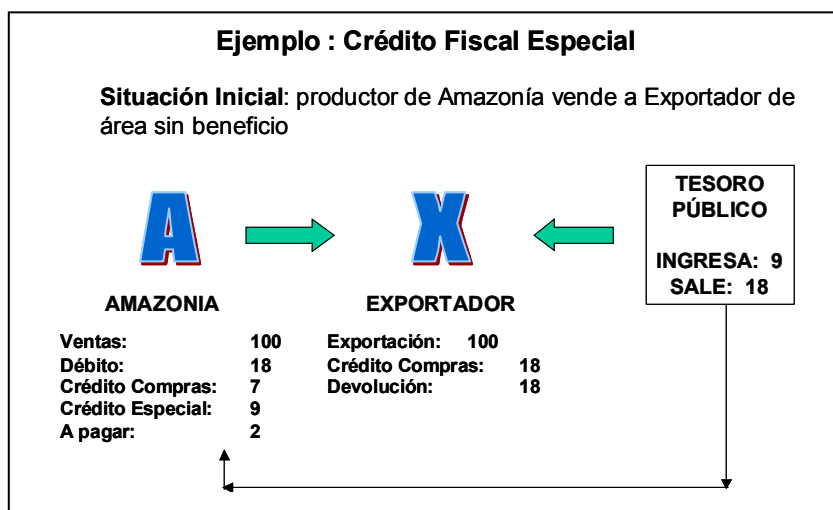 Ejemplo : Crédito Fiscal Especial
Situación Inicial: productor de Amazonía vende a Exportador de
área sin beneficio
A
X
TESORO
PÚBLICO
INGRESA: 9
SALE: 18
AMAZONIA
EXPORTADOR
Ventas: 100
Débito: 18
Crédito Compras: 7
Crédito Especial: 9
A pagar: 2
Exportación: 100
Crédito Compras: 18
Devolución: 18